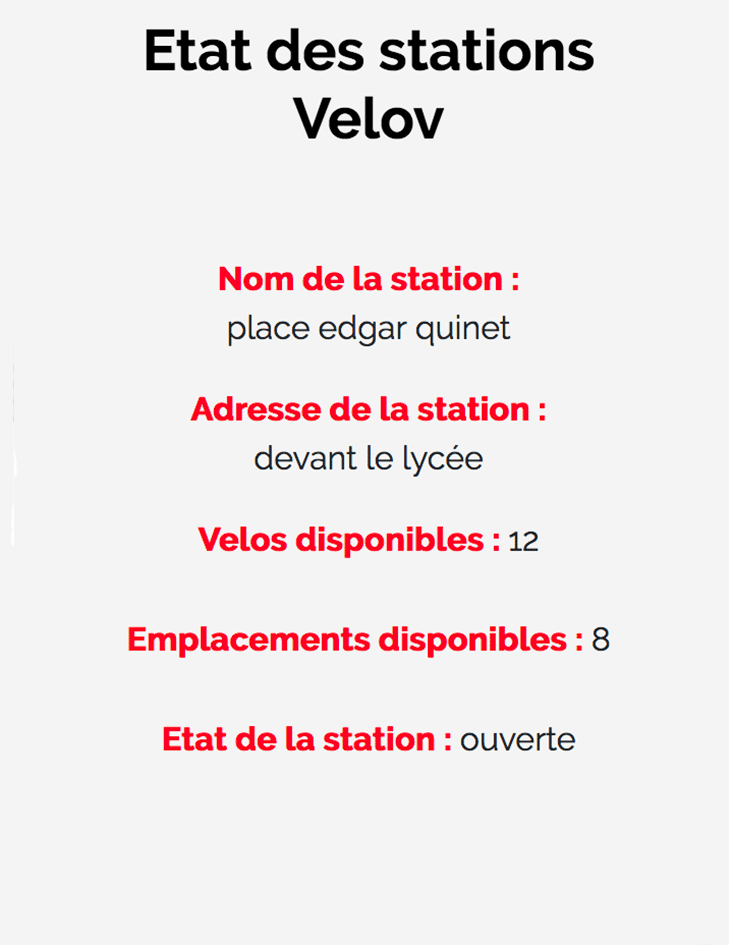 Etat des stations
Velov
Nom de la station :
place edgar quinet
Adresse de la station :
devant le lycée
Velos disponibles : 12
Emplacements disponibles : 8
Etat de la station : ouverte